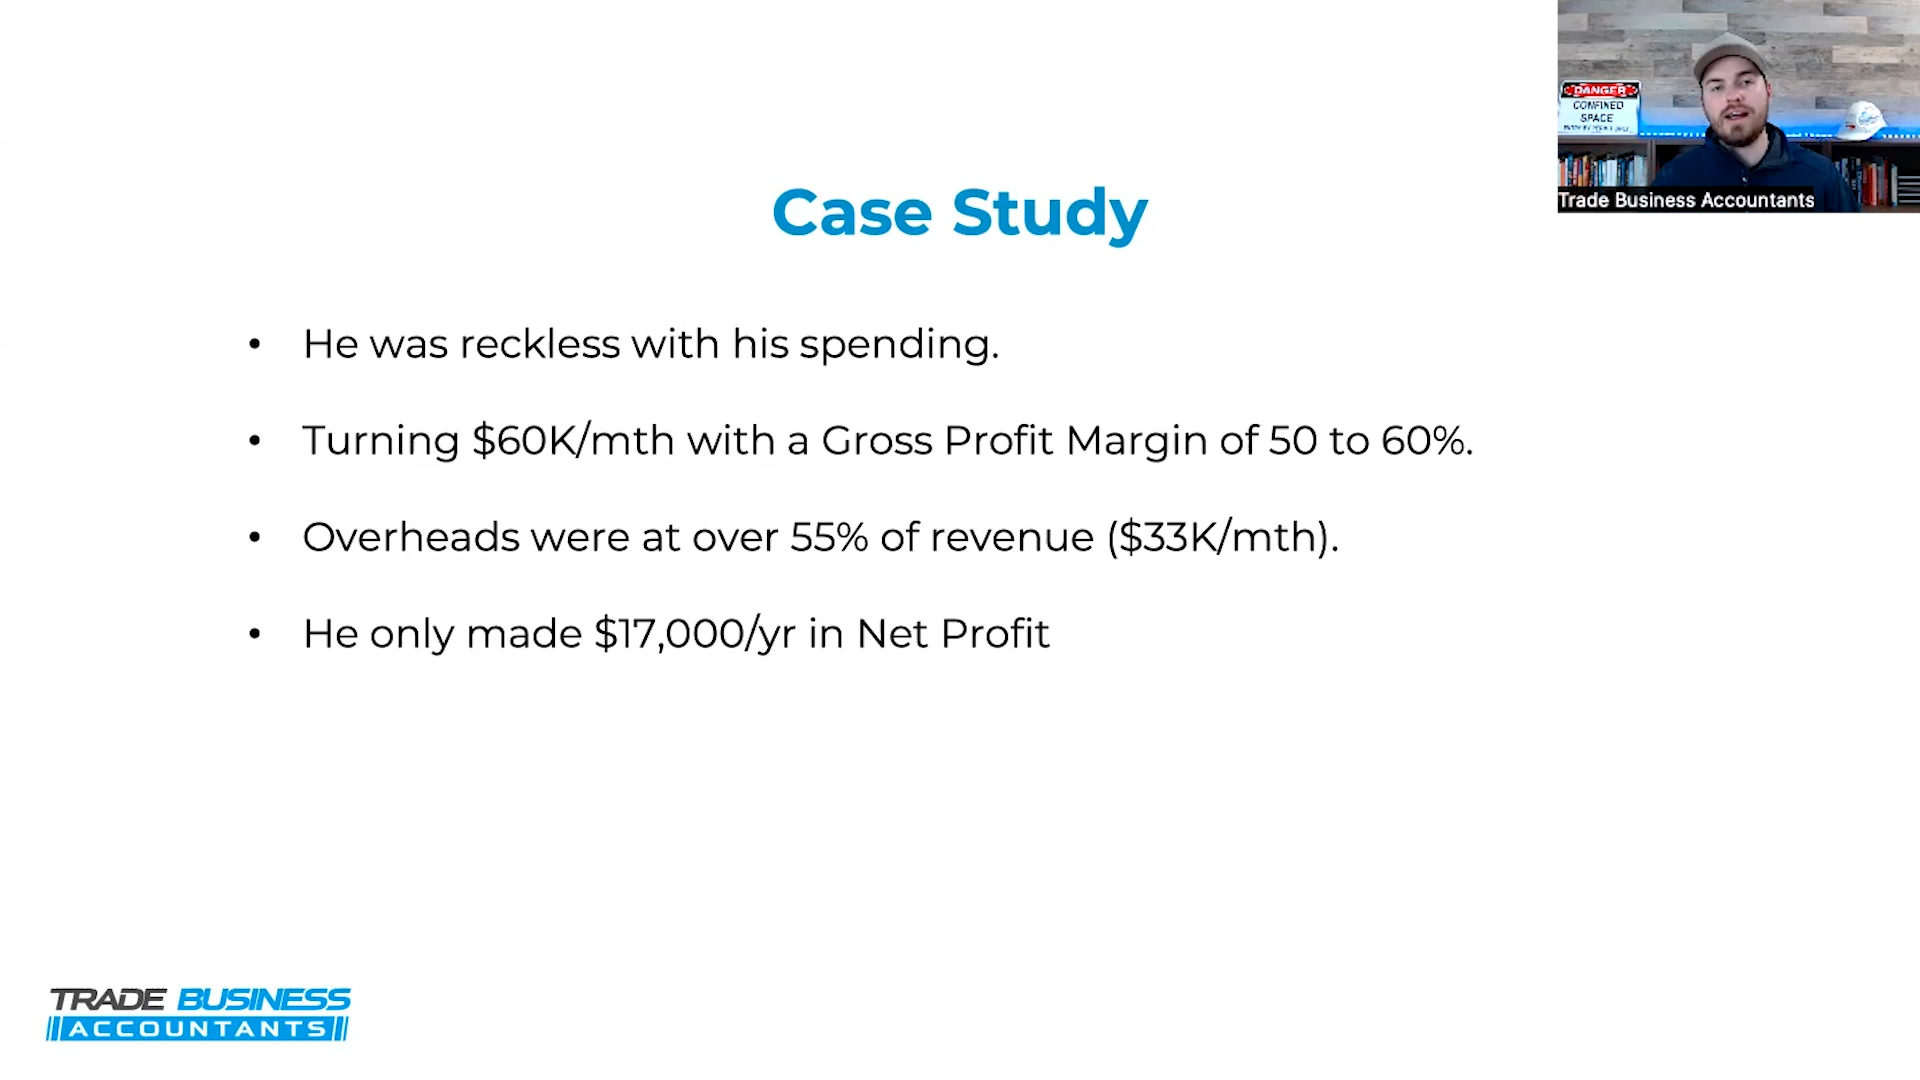 DANGER
CONFINED
SPACE
Trade Business Accountants
Case Study
• He was reckless with his spending.
• Turning $60K/mth with a Gross Profit Margin of 50 to 60%.
• Overheads were at over 55% of revenue ($33K/mth).
• He only made $17,000/yr in Net Profit
TRADE BUSINESS
ACCOUNTANTS